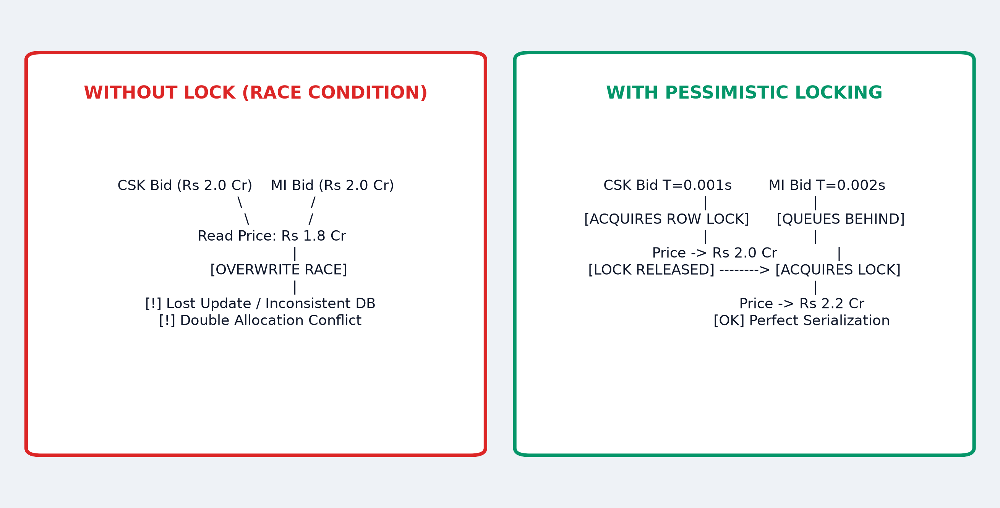 WITHOUT LOCK (RACE CONDITION)
CSK Bid (Rs 2.0 Cr)    MI Bid (Rs 2.0 Cr)
\                /
\              /
Read Price: Rs 1.8 Cr
|
[OVERWRITE RACE]
|
[!] Lost Update / Inconsistent DB
[!] Double Allocation Conflict
WITH PESSIMISTIC LOCKING
CSK Bid T=0.001s        MI Bid T=0.002s
|                       |
[ACQUIRES ROW LOCK]      [QUEUES BEHIND]
|                       |
Price -> Rs 2.0 Cr             |
[LOCK RELEASED] --------> [ACQUIRES LOCK]
|
Price -> Rs 2.2 Cr
[OK] Perfect Serialization